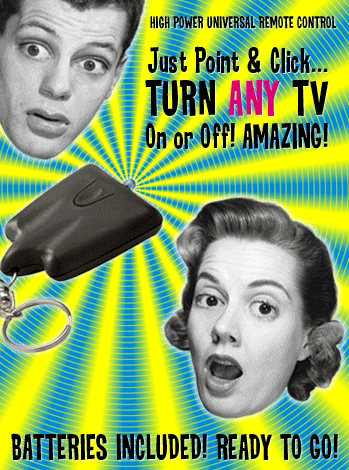 HIGH POWER UNIVERSAL REMOTE CONTROL
Just Point & Click...
TURN ANY TV
On or Off! AMAZING!
BATTERIES INCLUDED! READY TO GO!